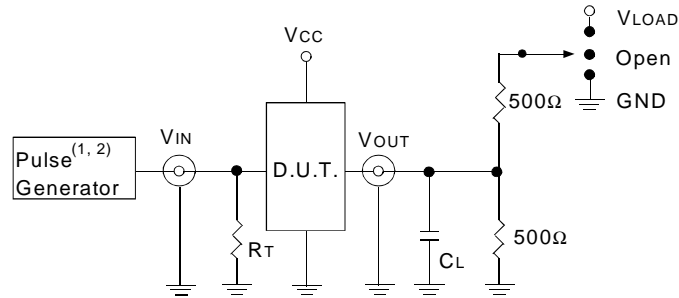 VLOAD
VCC
Open
500Ω
GND
VIN
VOUT
Pulse(1, 2)
Generator
D.U.T.
RT
CL
500Ω